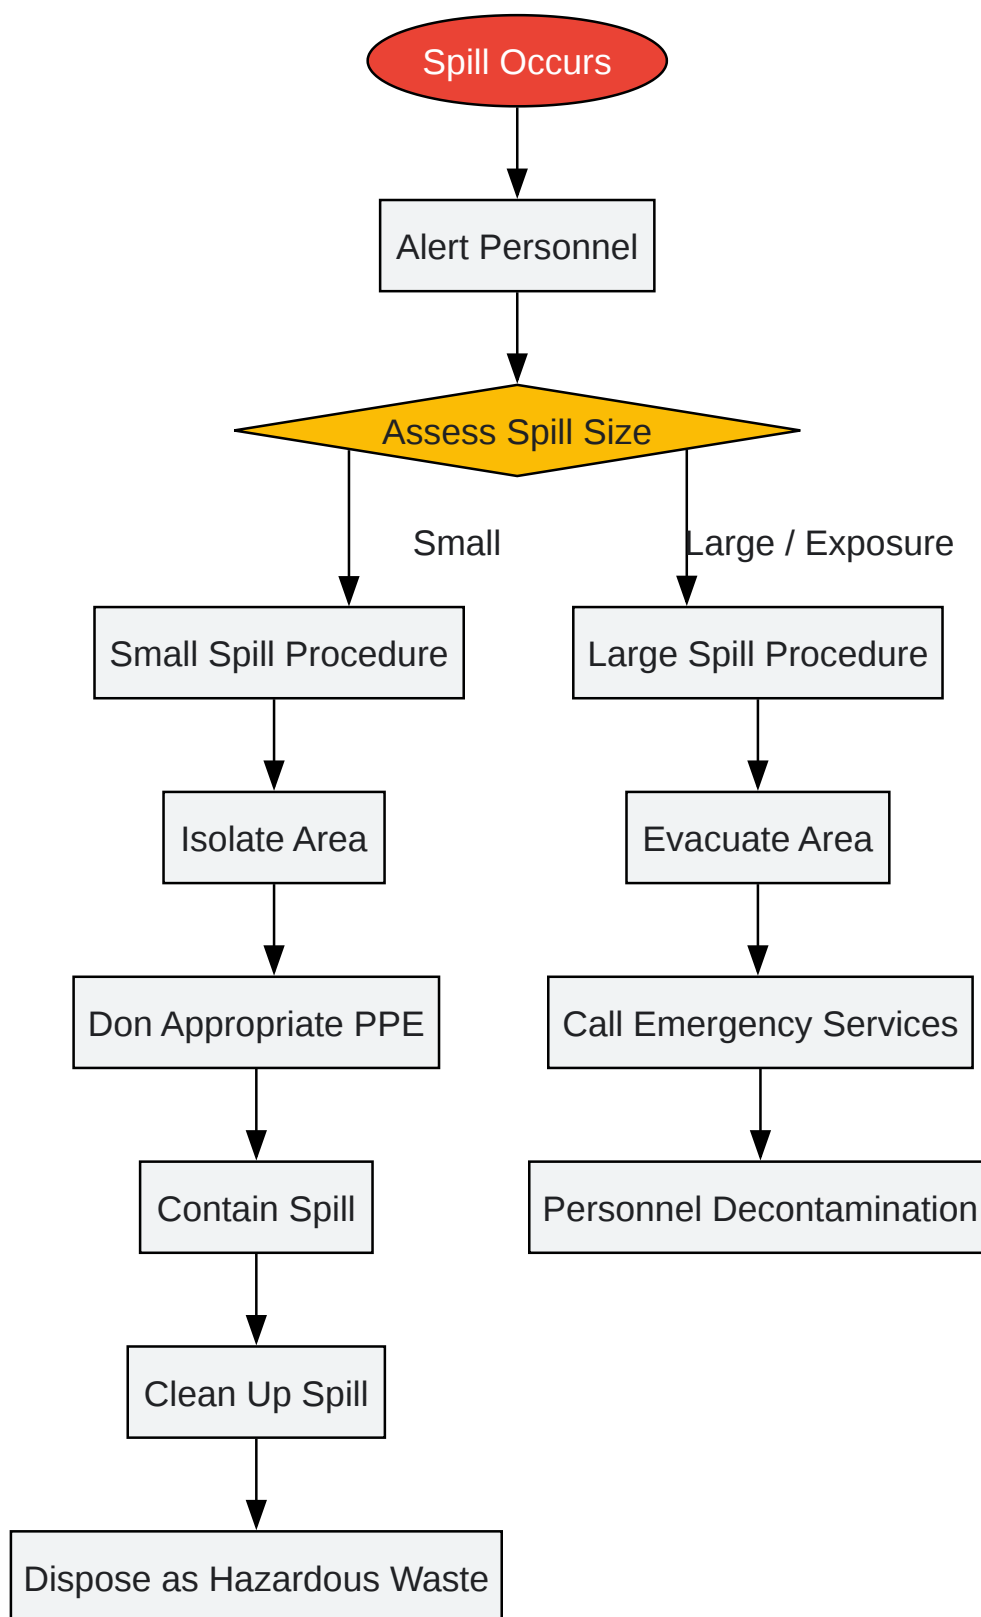 Spill Occurs
Alert Personnel
Assess Spill Size
Small
Large / Exposure
Small Spill Procedure
Large Spill Procedure
Isolate Area
Evacuate Area
Don Appropriate PPE
Call Emergency Services
Contain Spill
Personnel Decontamination
Clean Up Spill
Dispose as Hazardous Waste